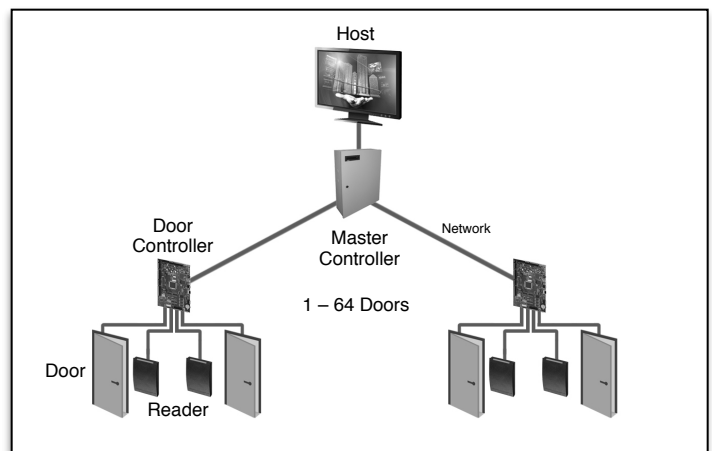 Host
Door
Controller
Master
Controller
Network
1 – 64 Doors
Door
Reader